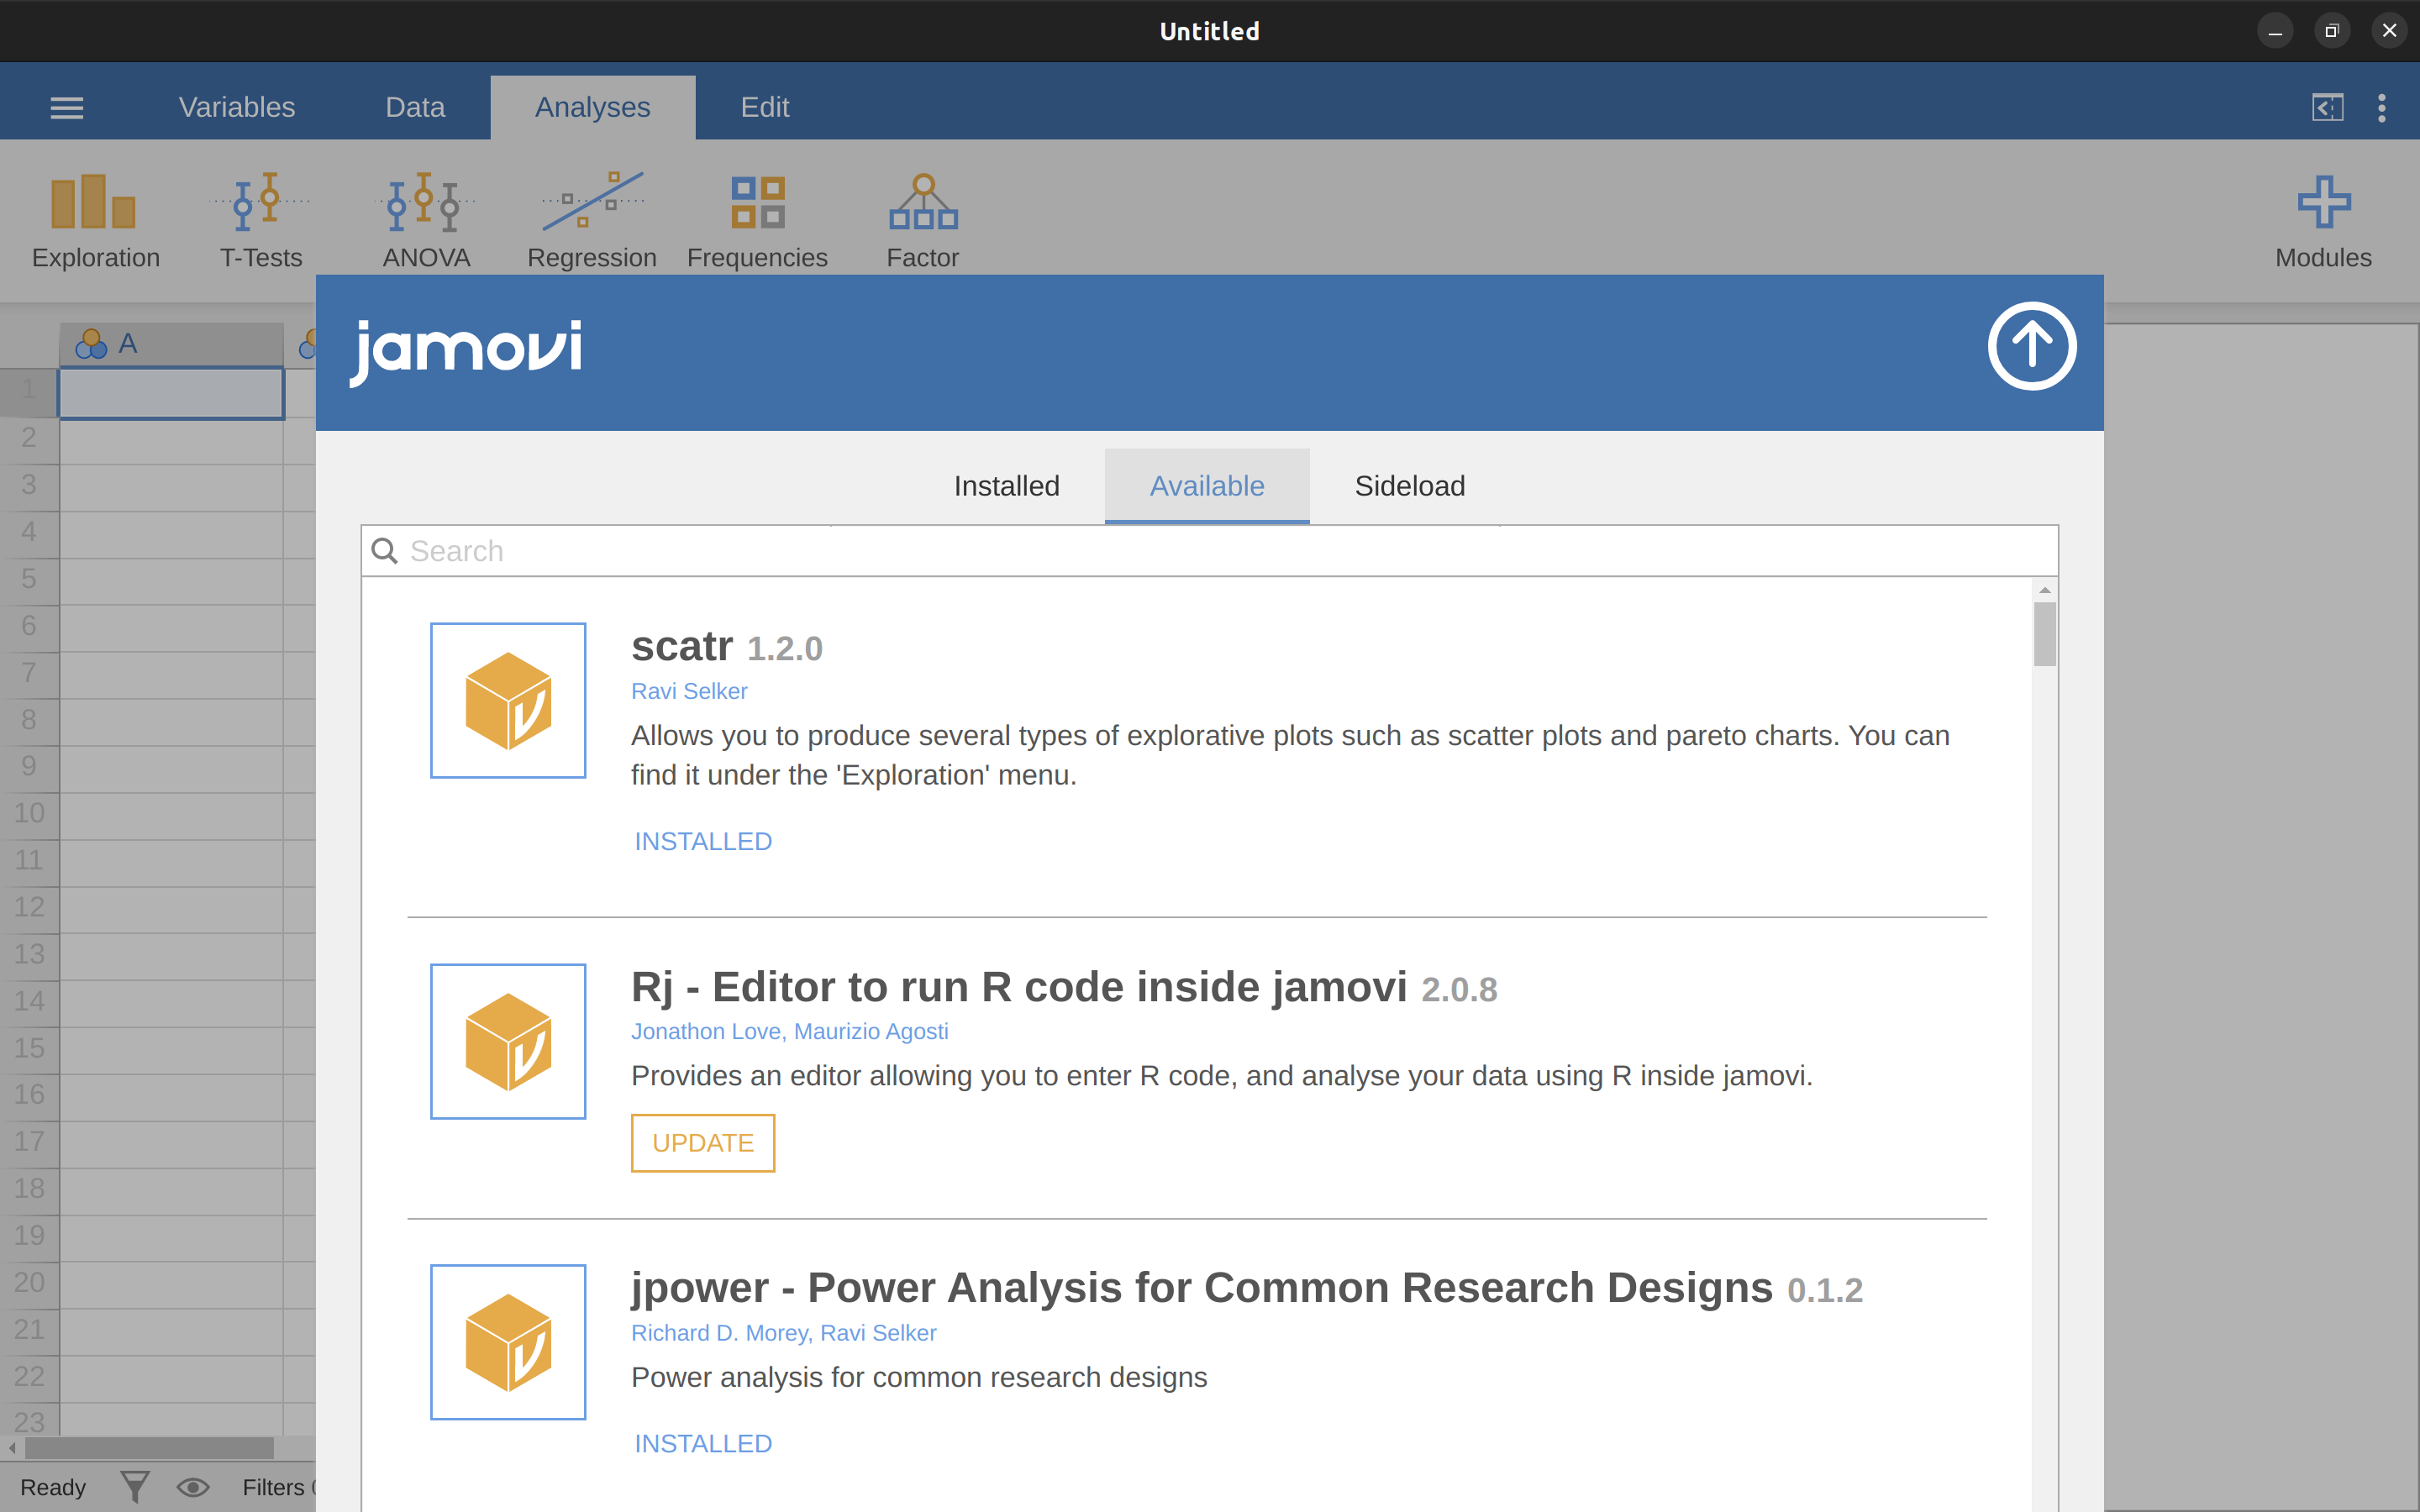 Untitled
Variables Data Analyses Edit
Exploration T-Tests ANOVA Regression Frequencies Factor Modules
jamovi
A
Installed Available Sideload
Search
1
2
3
4
5
6
7
8
9
10
11
12
13
14
15
16
17
18
19
20
21
22
23
scatr 1.2.0
Ravi Selker
Allows you to produce several types of explorative plots such as scatter plots and pareto charts. You can
find it under the 'Exploration' menu.
INSTALLED
Rj - Editor to run R code inside jamovi 2.0.8
Jonathon Love, Maurizio Agosti
Provides an editor allowing you to enter R code, and analyse your data using R inside jamovi.
UPDATE
jpower - Power Analysis for Common Research Designs 0.1.2
Richard D. Morey, Ravi Selker
Power analysis for common research designs
INSTALLED
Ready Filters